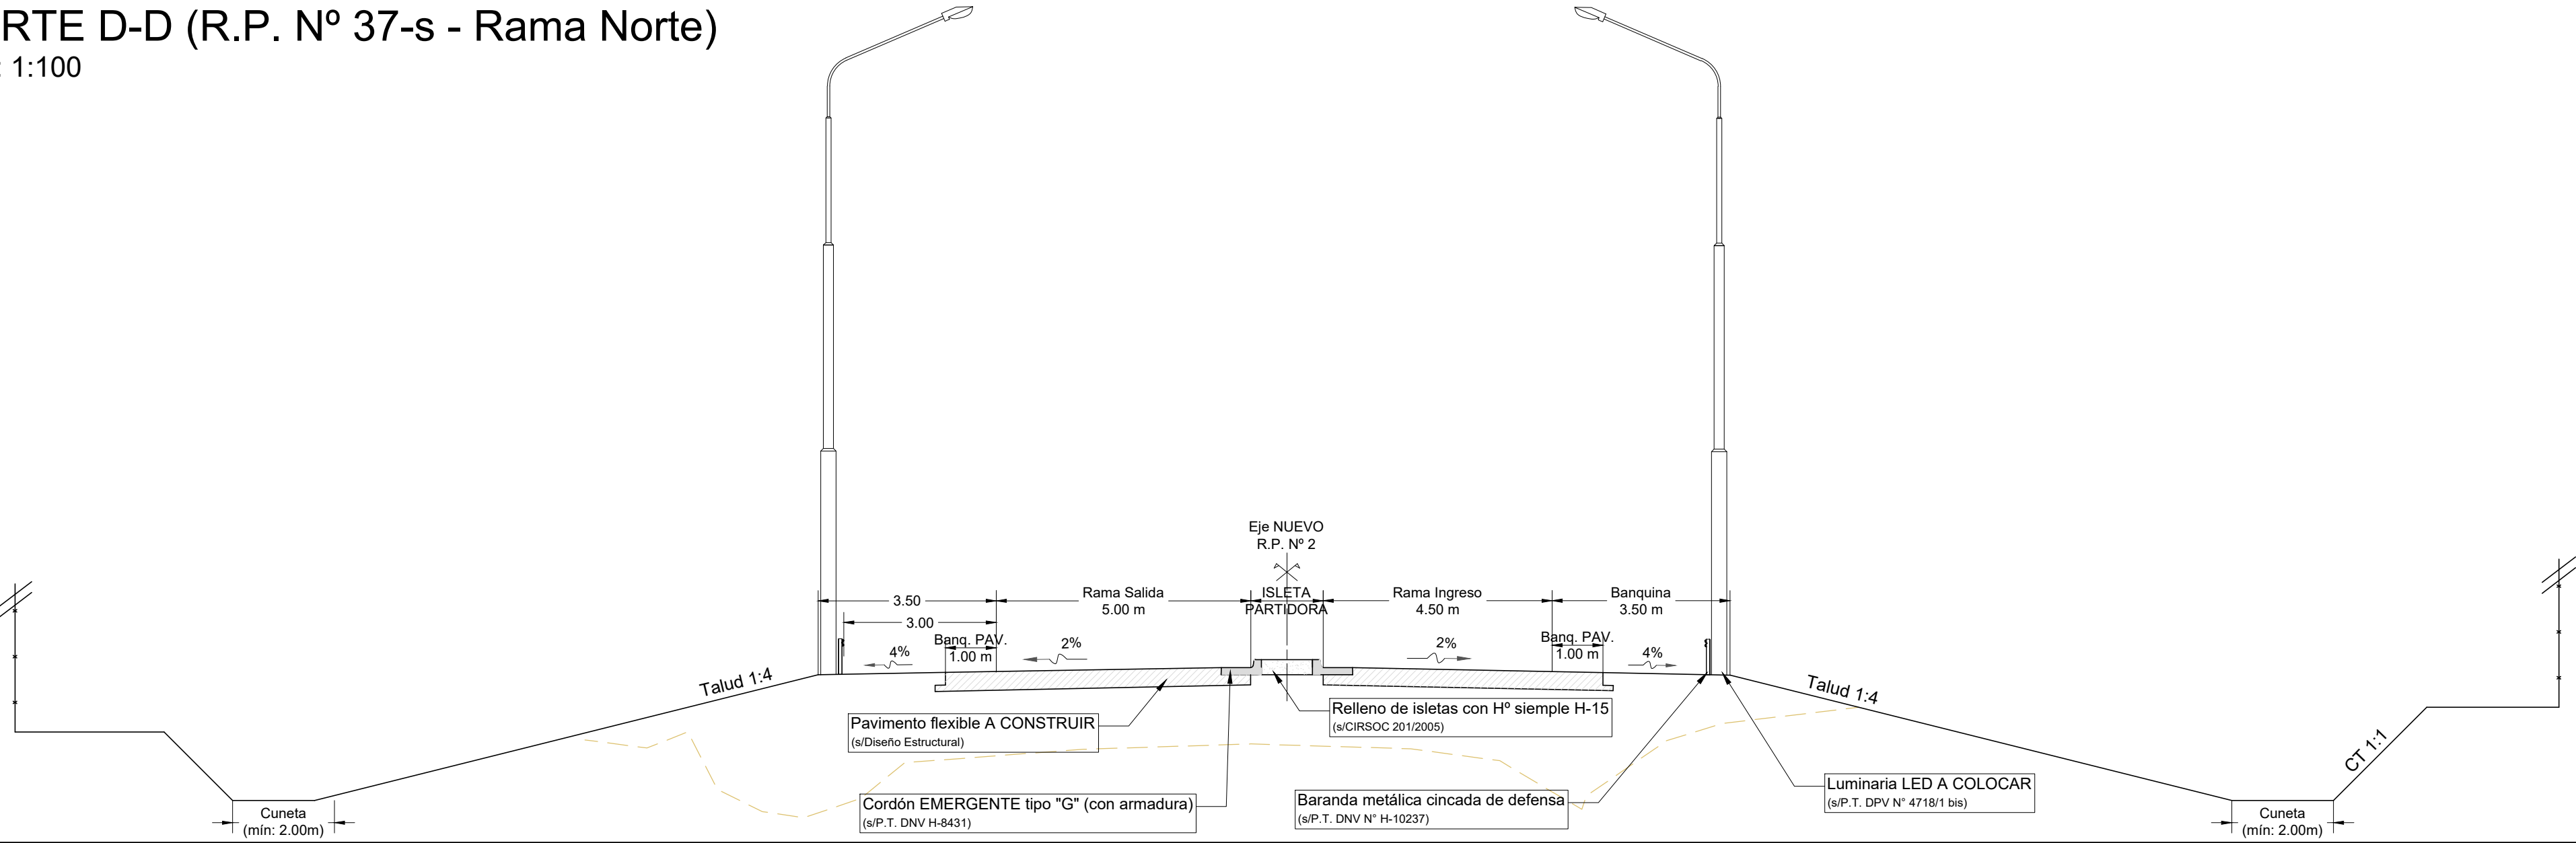 RTE D-D (R.P. Nº 37-s - Rama Norte)
: 1:100
Eje NUEVO
R.P. Nº 2
3.50
Rama Salida
5.00 m
ISLETA
PARTIDORA
Rama Ingreso
4.50 m
Banquina
3.50 m
3.00
Banq. PAV.
1.00 m
4%
2%
2%
Banq. PAV.
1.00 m
4%
Talud 1:4
Talud 1:4
CT 1:1
Pavimento flexible A CONSTRUIR
(s/Diseño Estructural)
Relleno de isletas con Hº siemple H-15
(s/CIRSOC 201/2005)
Cordón EMERGENTE tipo "G" (con armadura)
(s/P.T. DNV H-8431)
Baranda metálica cincada de defensa
(s/P.T. DNV N° H-10237)
Luminaria LED A COLOCAR
(s/P.T. DPV N° 4718/1 bis)
Cuneta
(mín: 2.00m)
Cuneta
(mín: 2.00m)